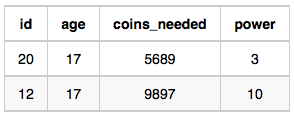 id age coins_needed power
20 17 5689 3
12 17 9897 10